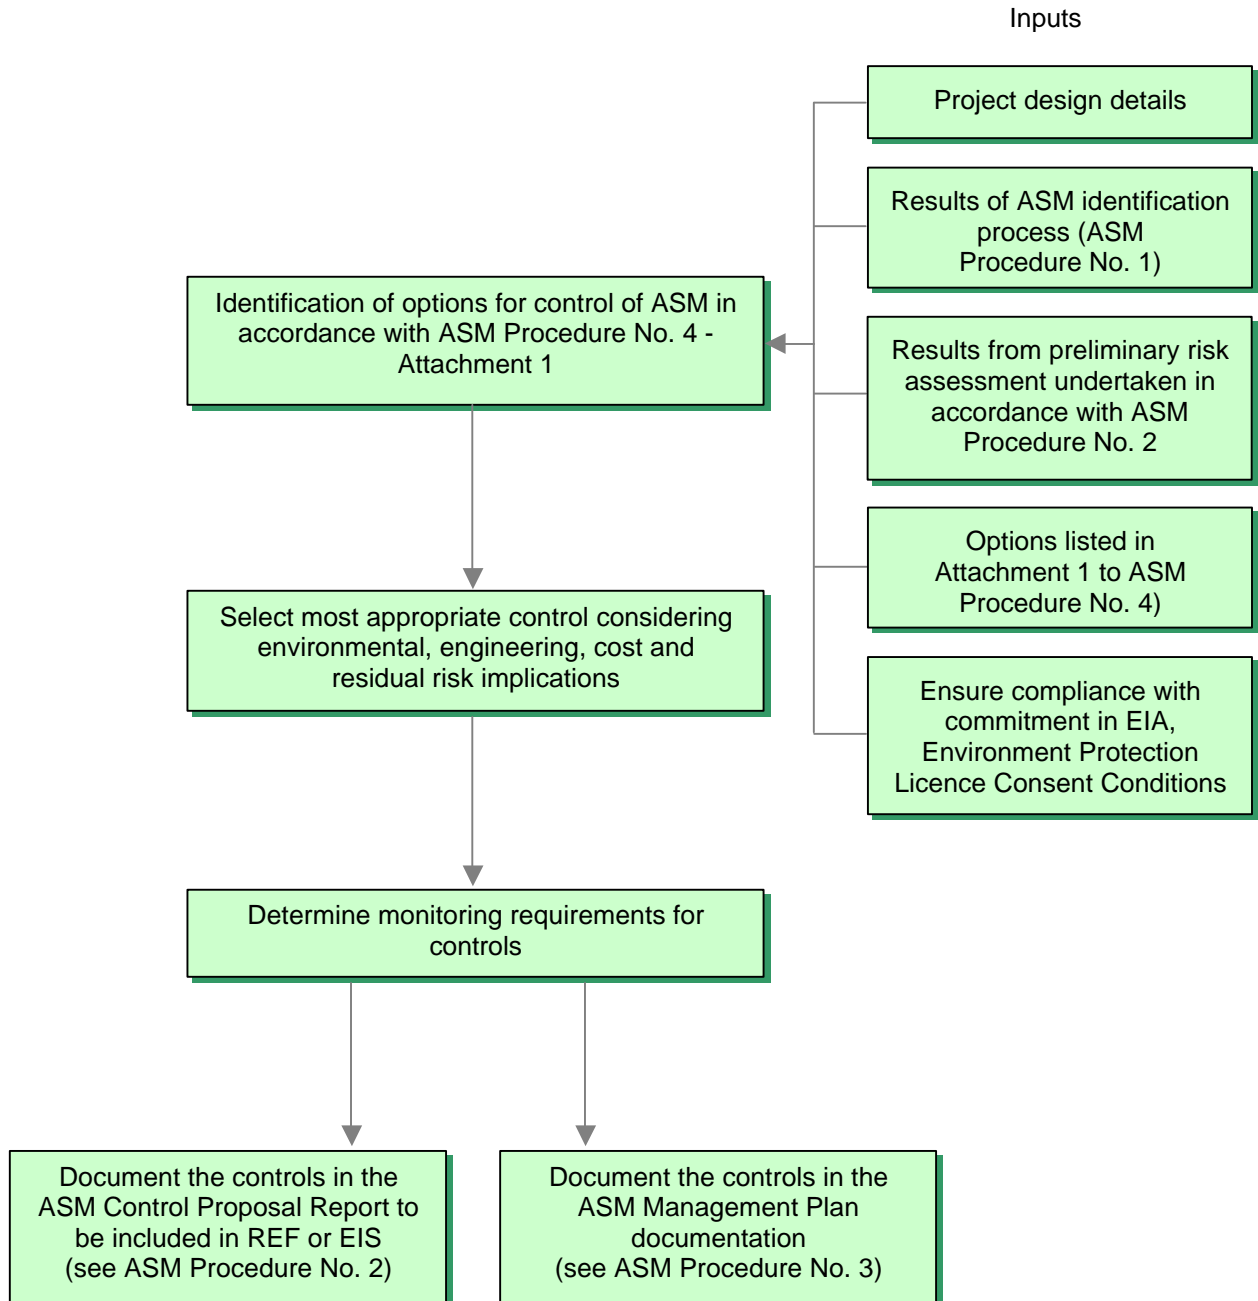 Inputs
Project design details
Results of ASM identification
process (ASM
Procedure No. 1)
Results from preliminary risk
assessment undertaken in
accordance with ASM
Procedure No. 2
Options listed in
Attachment 1 to ASM
Procedure No. 4)
Ensure compliance with
commitment in EIA,
Environment Protection
Licence Consent Conditions
Identification of options for control of ASM in
accordance with ASM Procedure No. 4 -
Attachment 1
Select most appropriate control considering
environmental, engineering, cost and
residual risk implications
Determine monitoring requirements for
controls
Document the controls in the
ASM Control Proposal Report to
be included in REF or EIS
(see ASM Procedure No. 2)
Document the controls in the
ASM Management Plan
documentation
(see ASM Procedure No. 3)